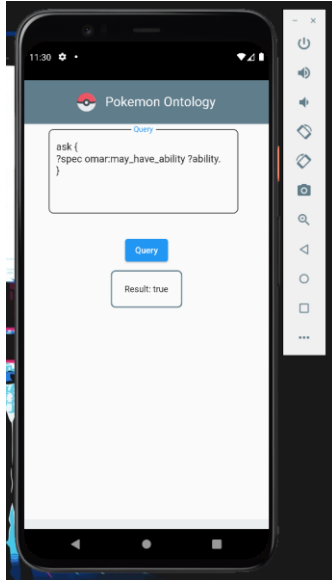 11:30
Pokemon Ontology
Query
ask {
?spec omar:may_have_ability ?ability.
}
Query
Result: true